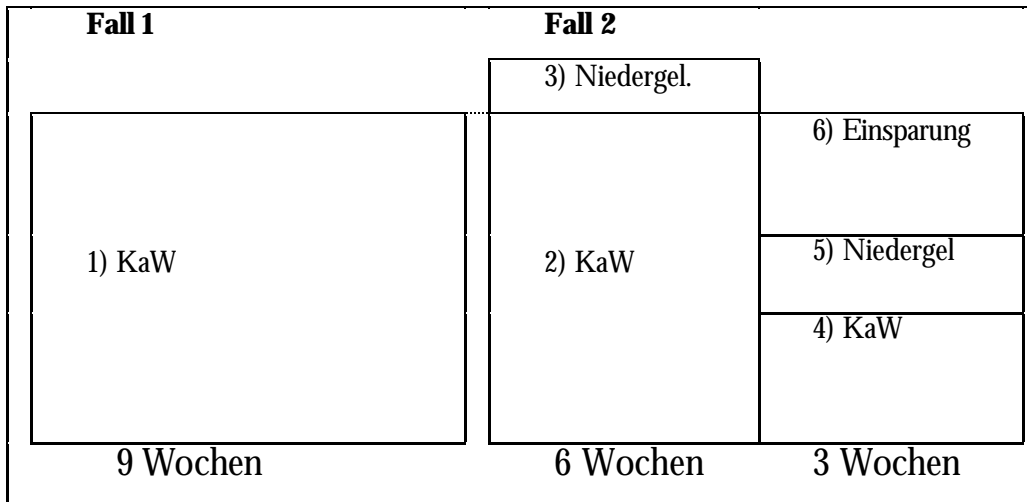 Fall 1
Fall 2
3) Niedergel.
6) Einsparung
1) KaW
2) KaW
5) Niedergel
4) KaW
9 Wochen
6 Wochen
3 Wochen